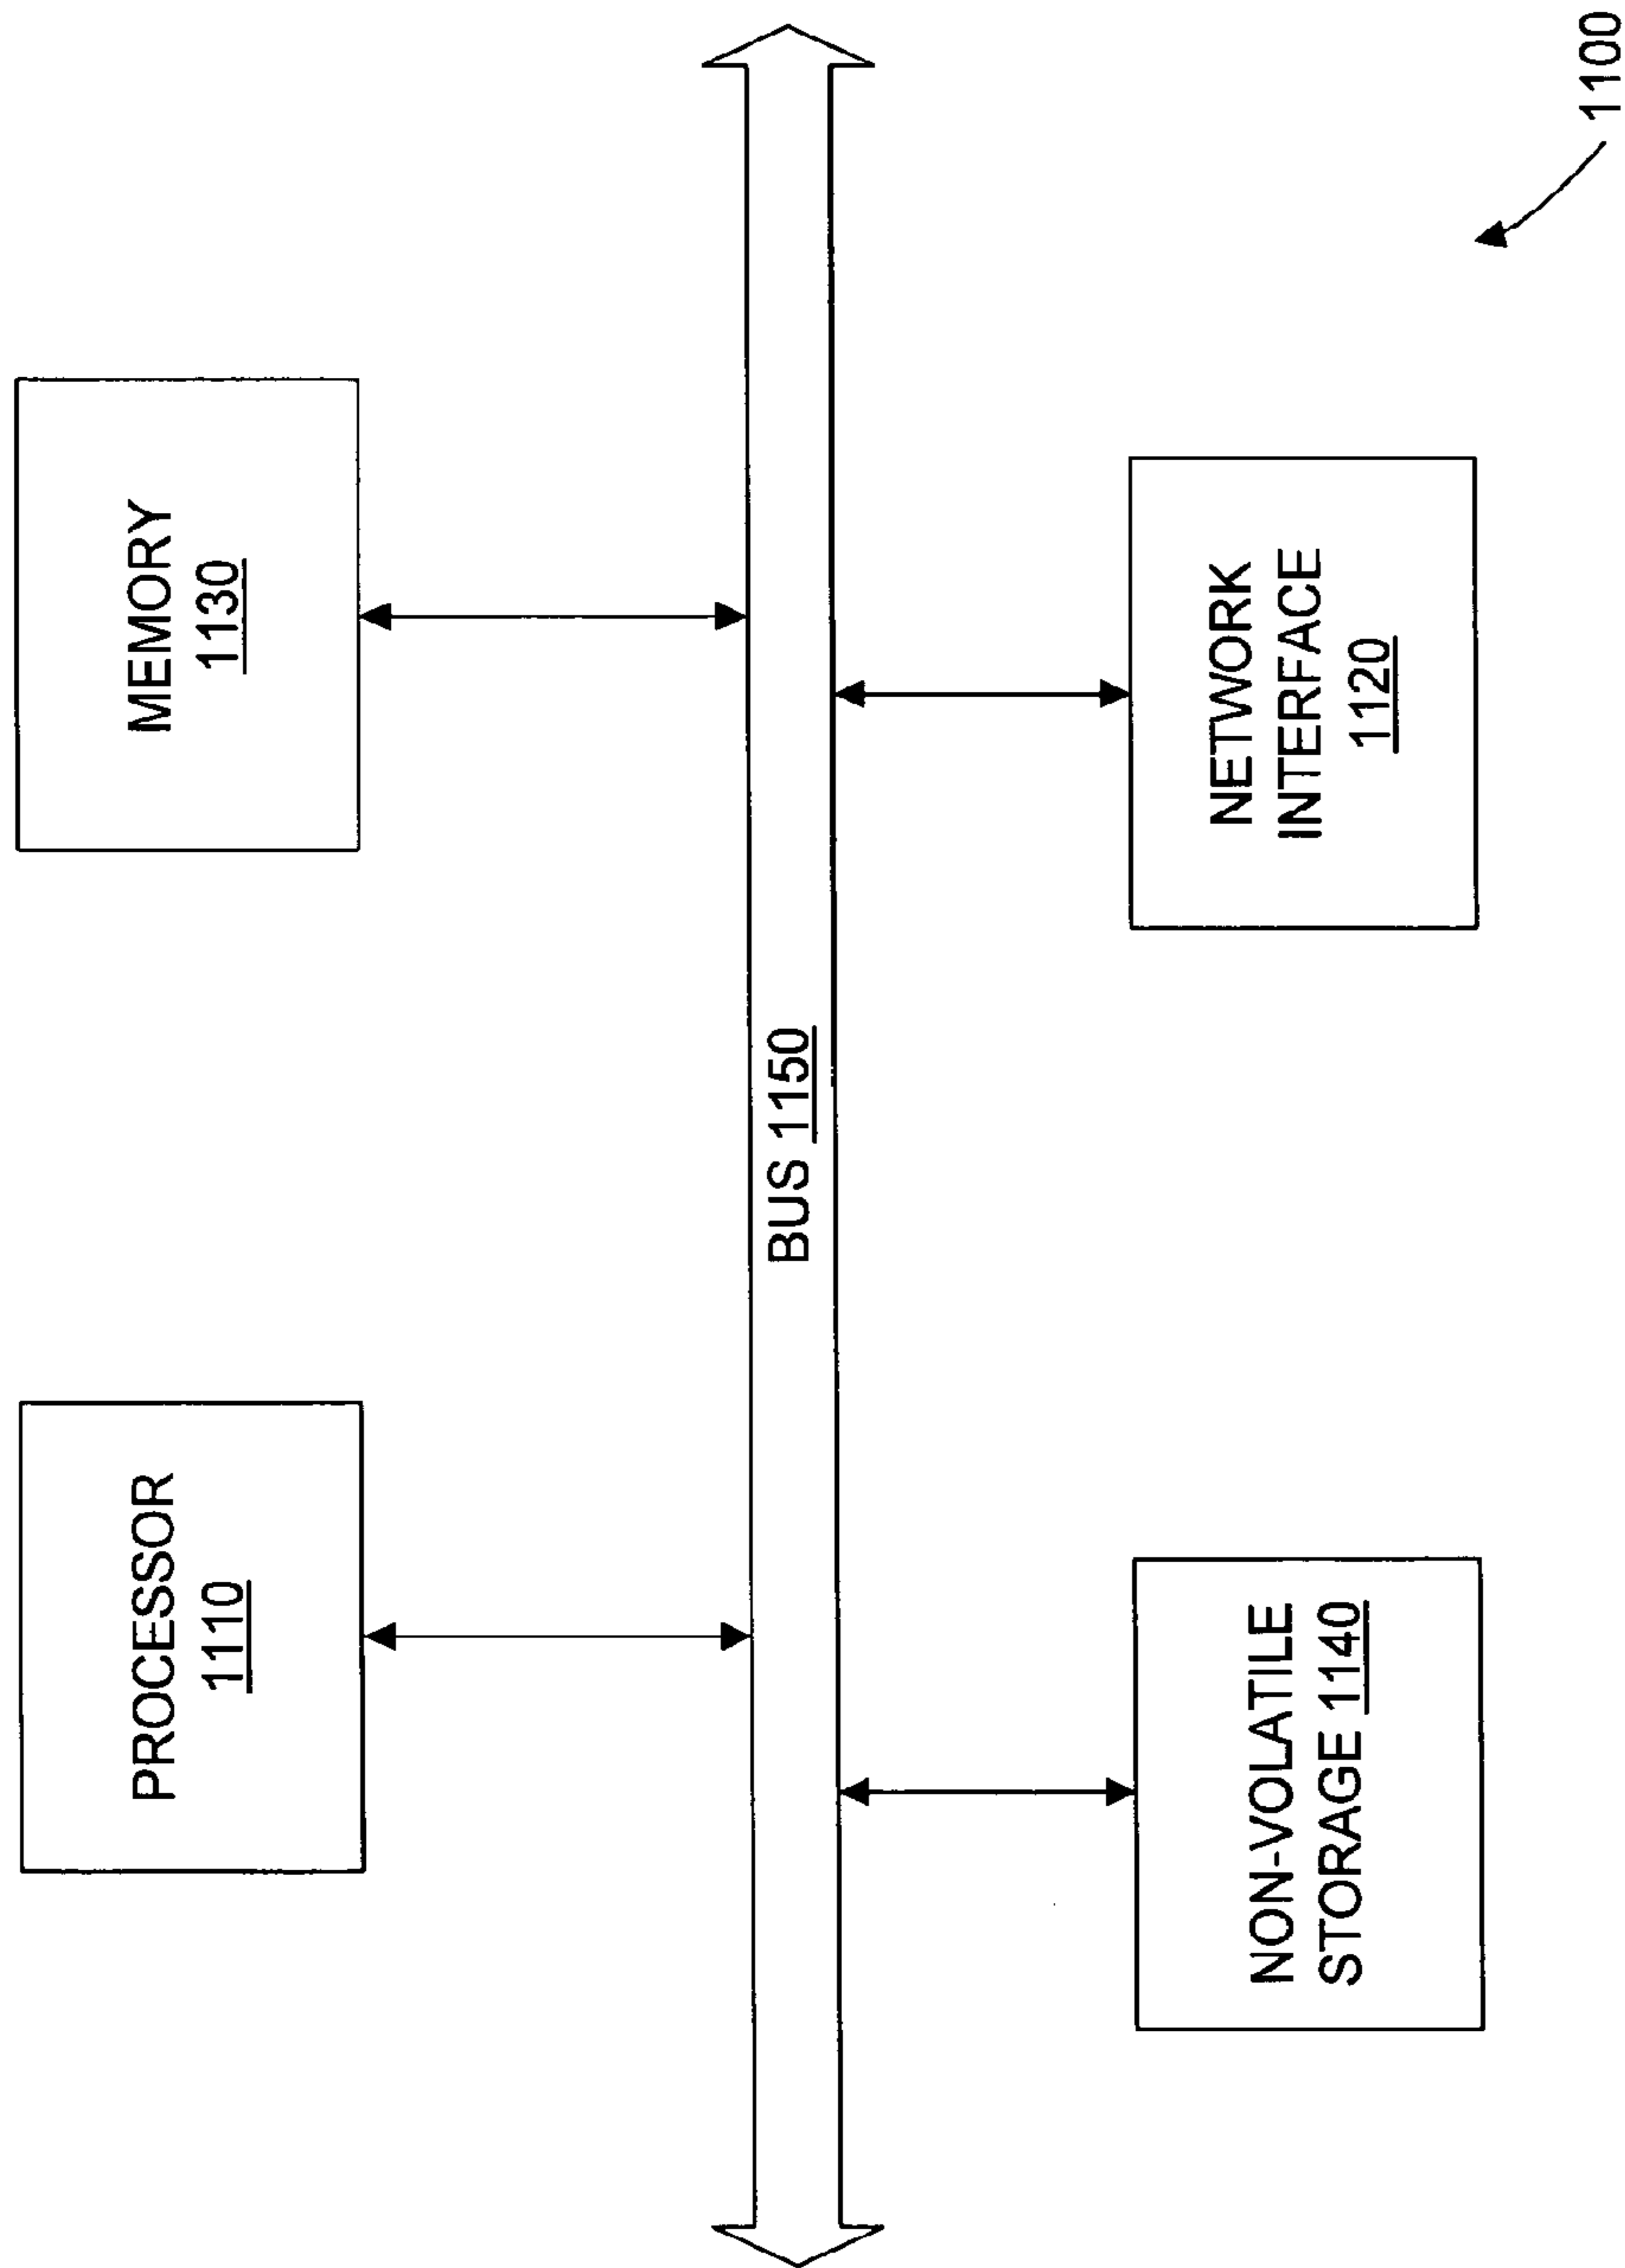 PROCESSOR
1110
MEMORY
1130
BUS 1150
NON-VOLATILE
STORAGE 1140
NETWORK
INTERFACE
1120
1100